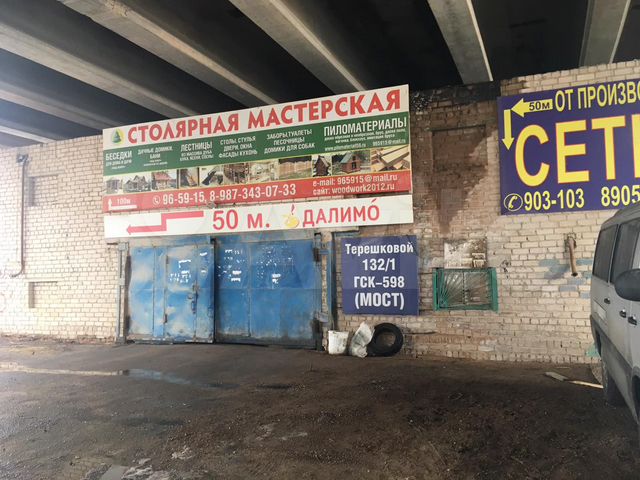 СТОЛЯРНАЯ МАСТЕРСКАЯ
БЕСЕДКИ
ДАЧНЫЕ ДОМИКИ,
БАНИ
ЛЕСТНИЦЫ
СТОЛЫ, СТУЛЬЯ
ДВЕРИ ОКНА
ФАСАДЫ КУХОНЬ
ЗАБОРЫ,ТУАЛЕТЫ
ПЕСОЧНИЦЫ
ДОМИКИ ДЛЯ СОБАК
ПИЛОМАТЕРИАЛЫ
100м
96-59-15, 8-987-343-07-33
e-mail: 965915@mail.ru
сайт: woodwork2012.ru
50 м. ДАЛИМО́
Терешковой
132/1
ГСК–598
(МОСТ)
50м ОТ ПРОИЗВО
СЕТ
903-103 8905